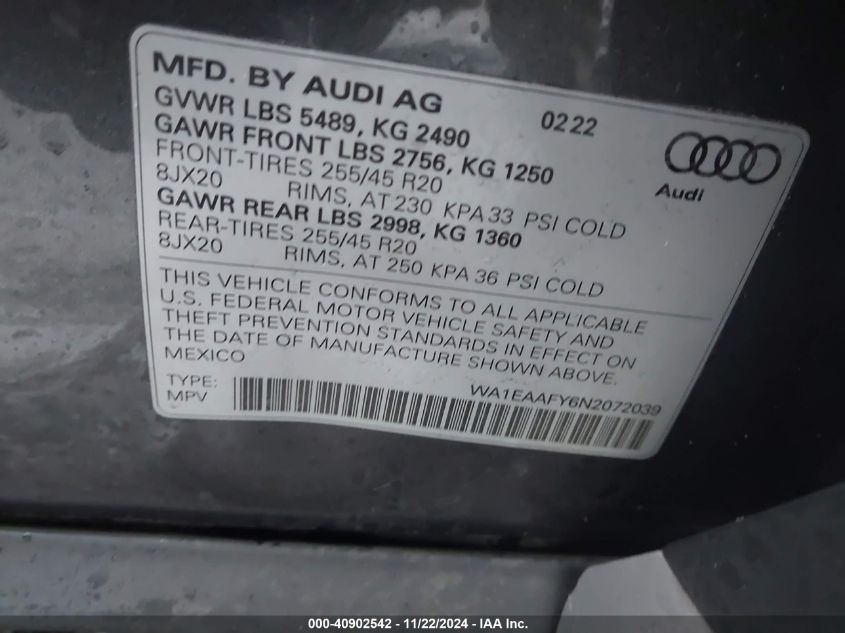 MFD. BY AUDI AG 0222
GVWR LBS 5489, KG 2490
GAWR FRONT LBS 2756, KG 1250
FRONT-TIRES 255/45 R20
8JX20 RIMS, AT 230 KPA 33 PSI COLD
GAWR REAR LBS 2998, KG 1360
REAR-TIRES 255/45 R20
8JX20 RIMS, AT 250 KPA 36 PSI COLD
Audi
THIS VEHICLE CONFORMS TO ALL APPLICABLE
U.S. FEDERAL MOTOR VEHICLE SAFETY AND
THEFT PREVENTION STANDARDS IN EFFECT ON
THE DATE OF MANUFACTURE SHOWN ABOVE.
MEXICO
TYPE: WA1EAAFY6N2072039
MPV
000-40902542 - 11/22/2024 - IAA Inc.